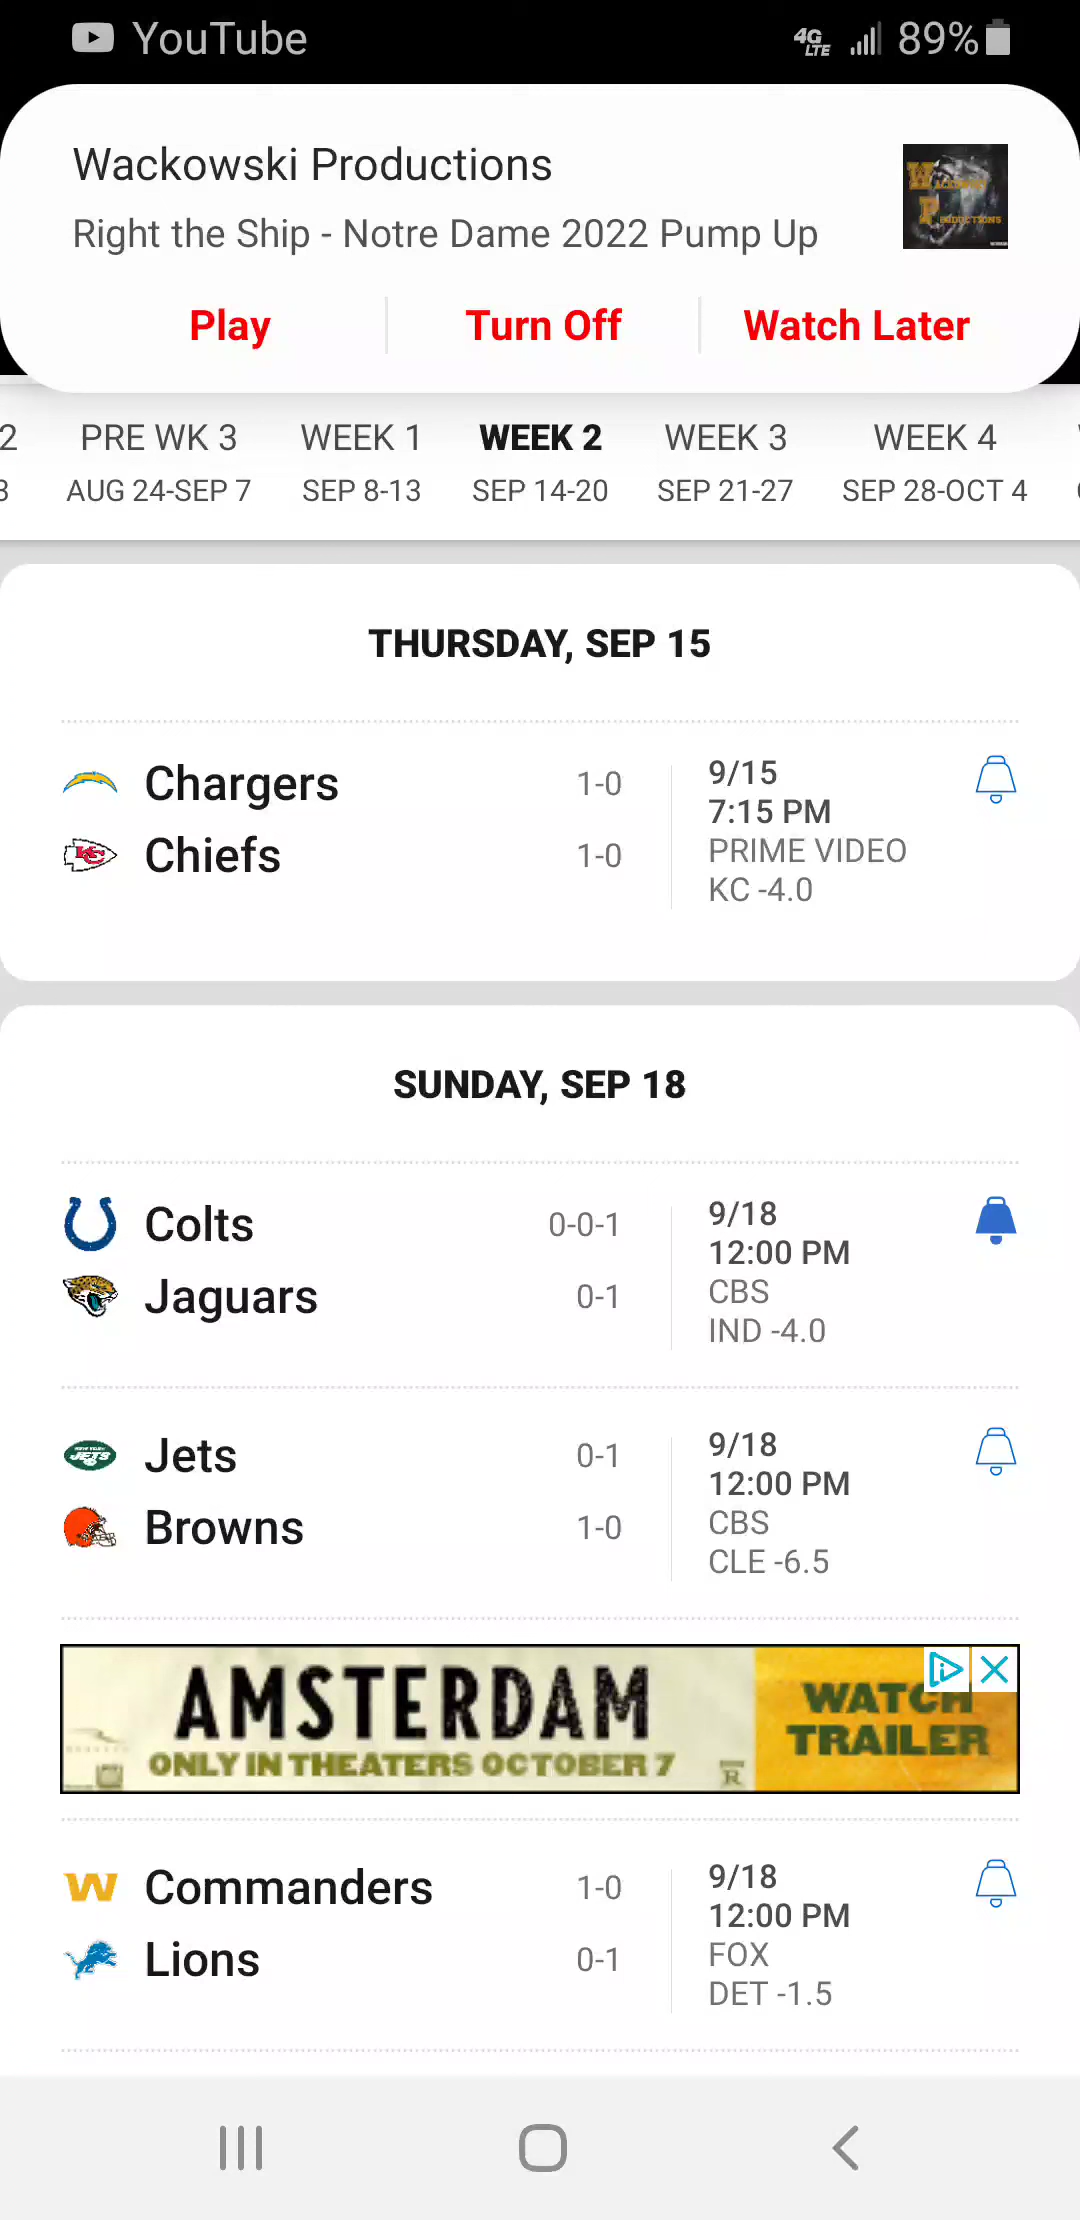 YouTube
4G LTE 89%
Wackowski Productions
Right the Ship - Notre Dame 2022 Pump Up
Play Turn Off Watch Later
2 PRE WK 3 WEEK 1 WEEK 2 WEEK 3 WEEK 4
AUG 24-SEP 7 SEP 8-13 SEP 14-20 SEP 21-27 SEP 28-OCT 4
THURSDAY, SEP 15
Chargers 1-0
Chiefs 1-0
9/15
7:15 PM
PRIME VIDEO
KC -4.0
SUNDAY, SEP 18
Colts 0-0-1
Jaguars 0-1
9/18
12:00 PM
CBS
IND -4.0
Jets 0-1
Browns 1-0
9/18
12:00 PM
CBS
CLE -6.5
AMSTERDAM
ONLY IN THEATERS OCTOBER 7
R
WATCH
TRAILER
Commanders 1-0
Lions 0-1
9/18
12:00 PM
FOX
DET -1.5